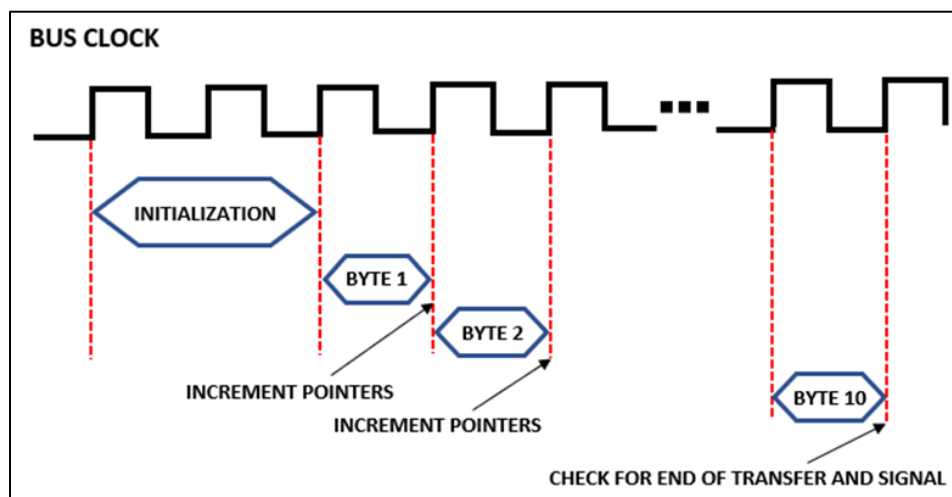 BUS CLOCK
INITIALIZATION
BYTE 1
BYTE 2
INCREMENT POINTERS
BYTE 10
INCREMENT POINTERS
CHECK FOR END OF TRANSFER AND SIGNAL